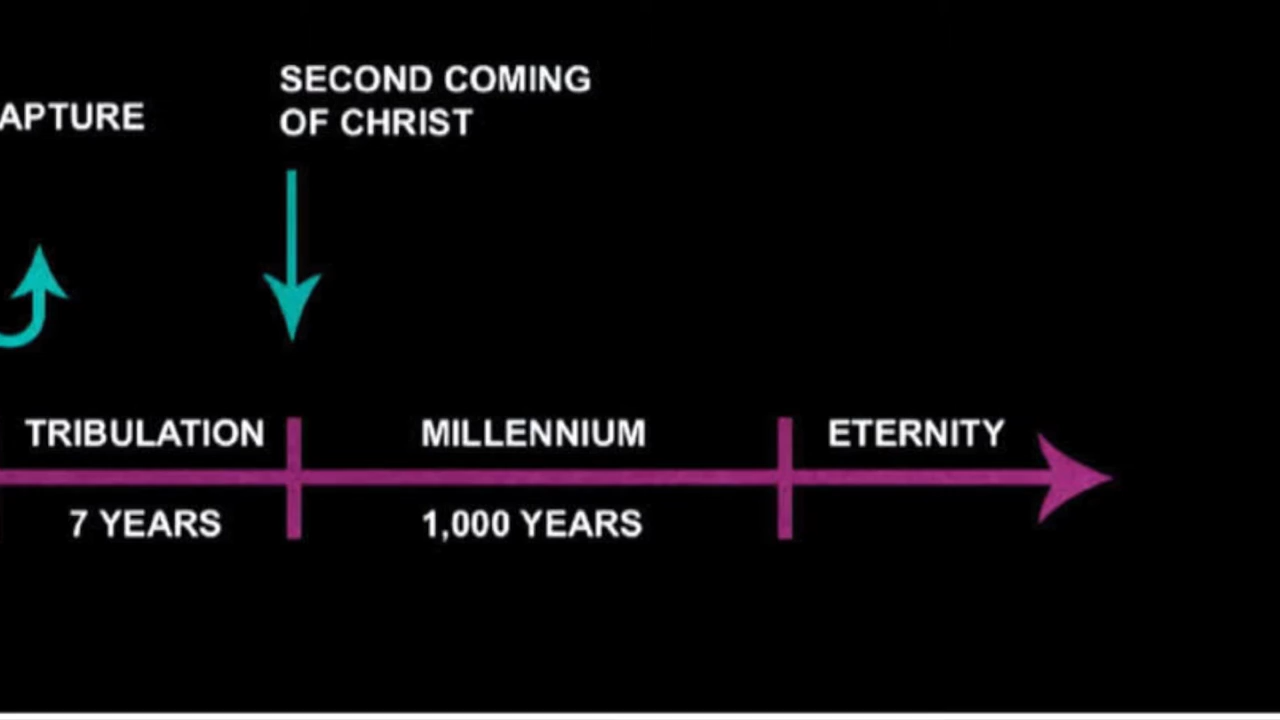 APTURE
SECOND COMING
OF CHRIST
TRIBULATION
MILLENNIUM
ETERNITY
7 YEARS
1,000 YEARS